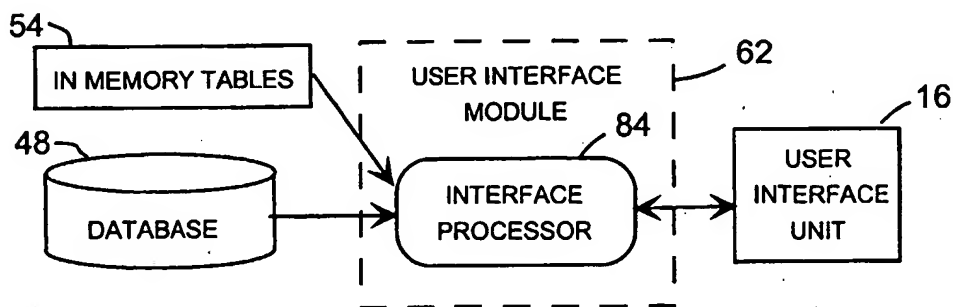 54
IN MEMORY TABLES
48
DATABASE
USER INTERFACE
MODULE
62
84
INTERFACE
PROCESSOR
16
USER
INTERFACE
UNIT